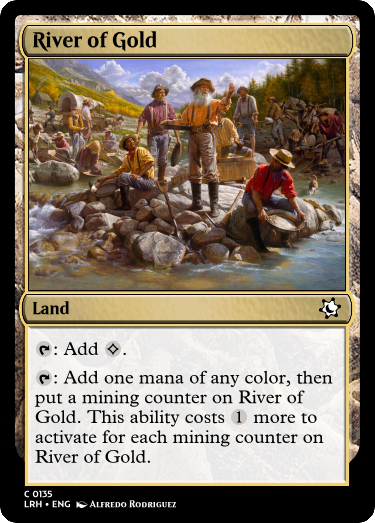 River of Gold
Land
: Add .
: Add one mana of any color, then
put a mining counter on River of
Gold. This ability costs 1 more to
activate for each mining counter on
River of Gold.
C 0135
LRH • ENG Alfredo Rodriguez